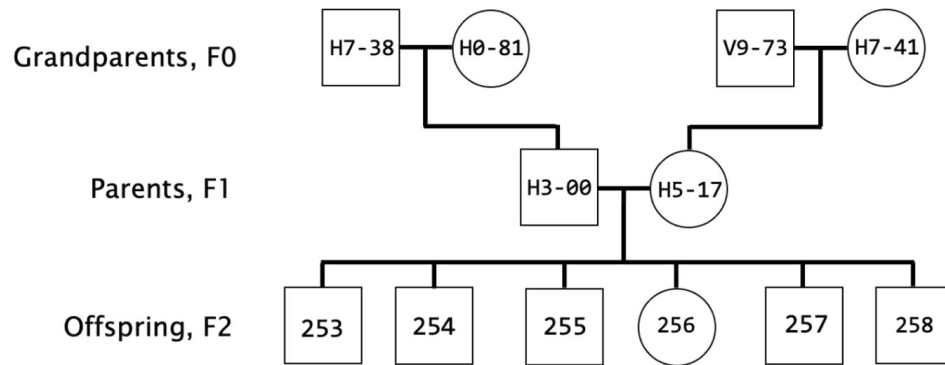 Grandparents, F0
H7-38
H0-81
V9-73
H7-41
Parents, F1
H3-00
H5-17
Offspring, F2
253
254
255
256
257
258